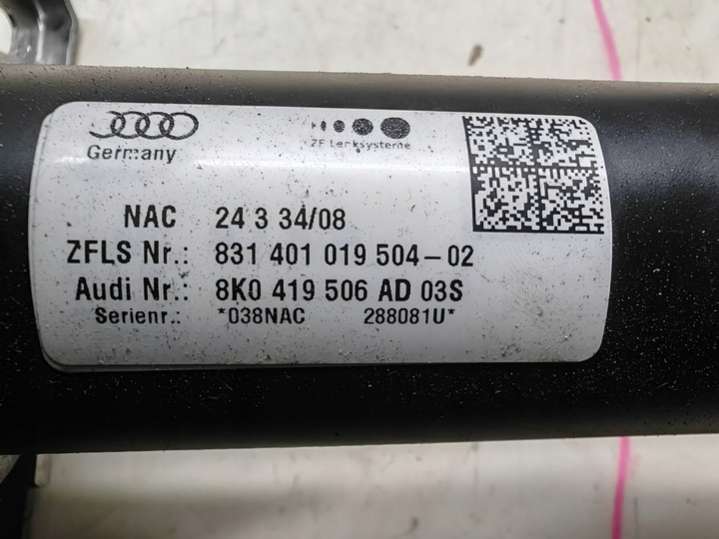 Germany
ZF Lenksysteme
NAC 24 3 34/08
ZFLS Nr.: 831 401 019 504-02
Audi Nr.: 8K0 419 506 AD 03S
Serienr.: *038NAC 288081U*